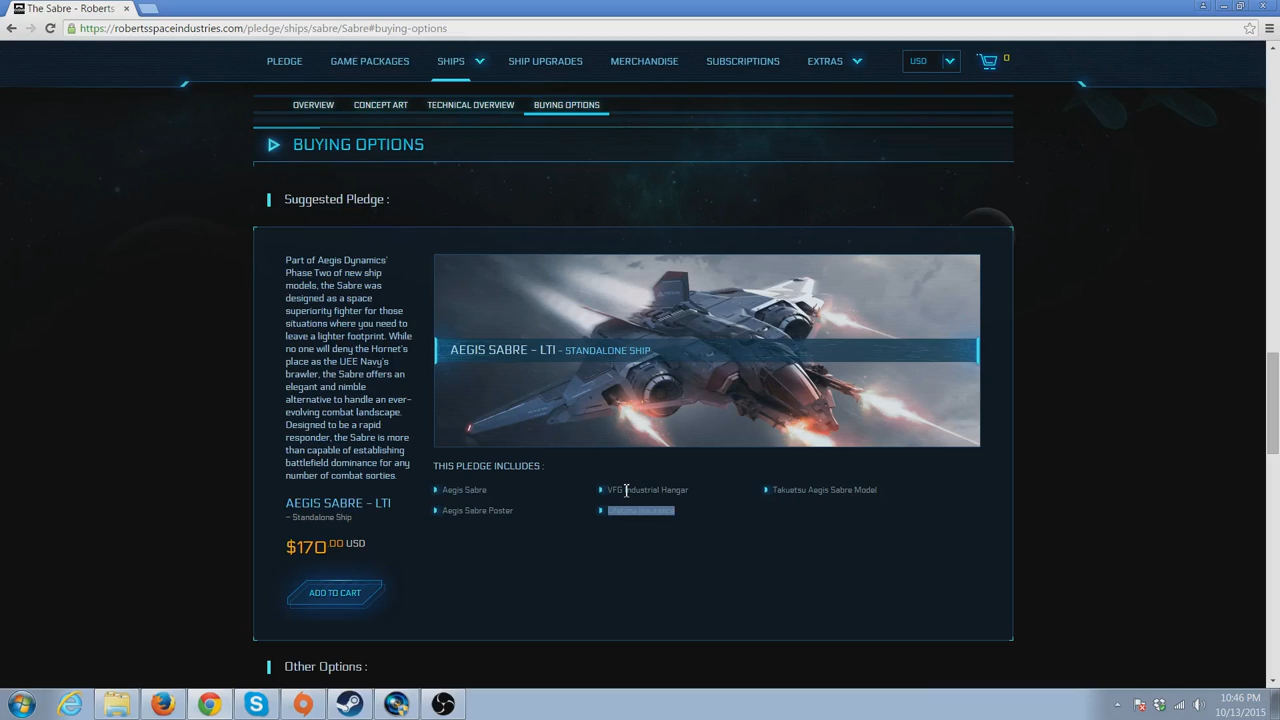 The Sabre - Roberts
https://robertsspaceindustries.com/pledge/ships/sabre/Sabre#buying-options
PLEDGE GAME PACKAGES SHIPS SHIP UPGRADES MERCHANDISE SUBSCRIPTIONS EXTRAS USD 0
OVERVIEW CONCEPT ART TECHNICAL OVERVIEW BUYING OPTIONS
BUYING OPTIONS
Suggested Pledge :
Part of Aegis Dynamics'
Phase Two of new ship
models, the Sabre was
designed as a space
superiority fighter for those
situations where you need to
leave a lighter footprint. While
no one will deny the Hornet's
place as the UEE Navy's
brawler, the Sabre offers an
elegant and nimble
alternative to handle an ever-
evolving combat landscape.
Designed to be a rapid
responder, the Sabre is more
than capable of establishing
battlefield dominance for any
number of combat sorties.
AEGIS SABRE - LTI
- Standalone Ship
$170.00 USD
ADD TO CART
AEGIS SABRE - LTI - STANDALONE SHIP
THIS PLEDGE INCLUDES :
Aegis Sabre VFG Industrial Hangar Takuetsu Aegis Sabre Model
Aegis Sabre Poster Lifetime Insurance
Other Options :
10:46 PM
10/13/2015